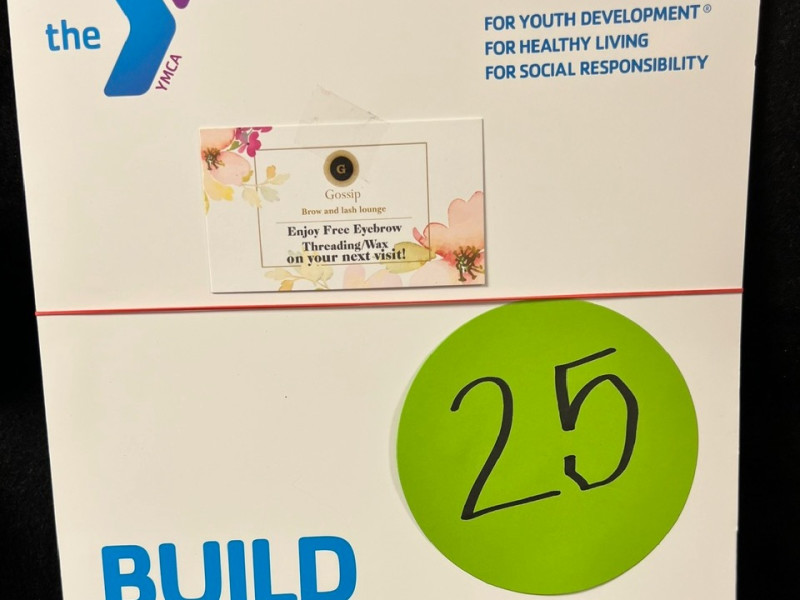 the
YMCA
FOR YOUTH DEVELOPMENT®
FOR HEALTHY LIVING
FOR SOCIAL RESPONSIBILITY
G
Gossip
Brow and lash lounge
Enjoy Free Eyebrow
Threading/Wax
on your next visit!
25
BUILD